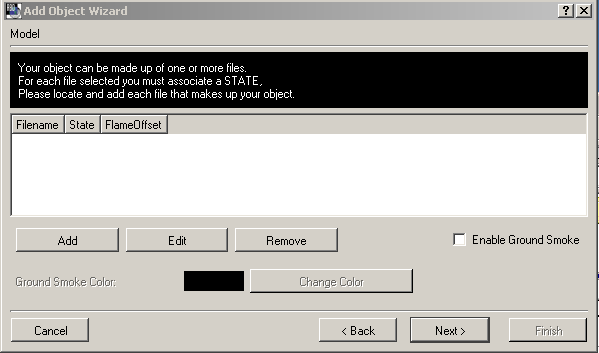 Add Object Wizard
Model
Your object can be made up of one or more files.
For each file selected you must associate a STATE,
Please locate and add each file that makes up your object.
Filename State FlameOffset
Add Edit Remove Enable Ground Smoke
Ground Smoke Color: Change Color
Cancel < Back Next > Finish